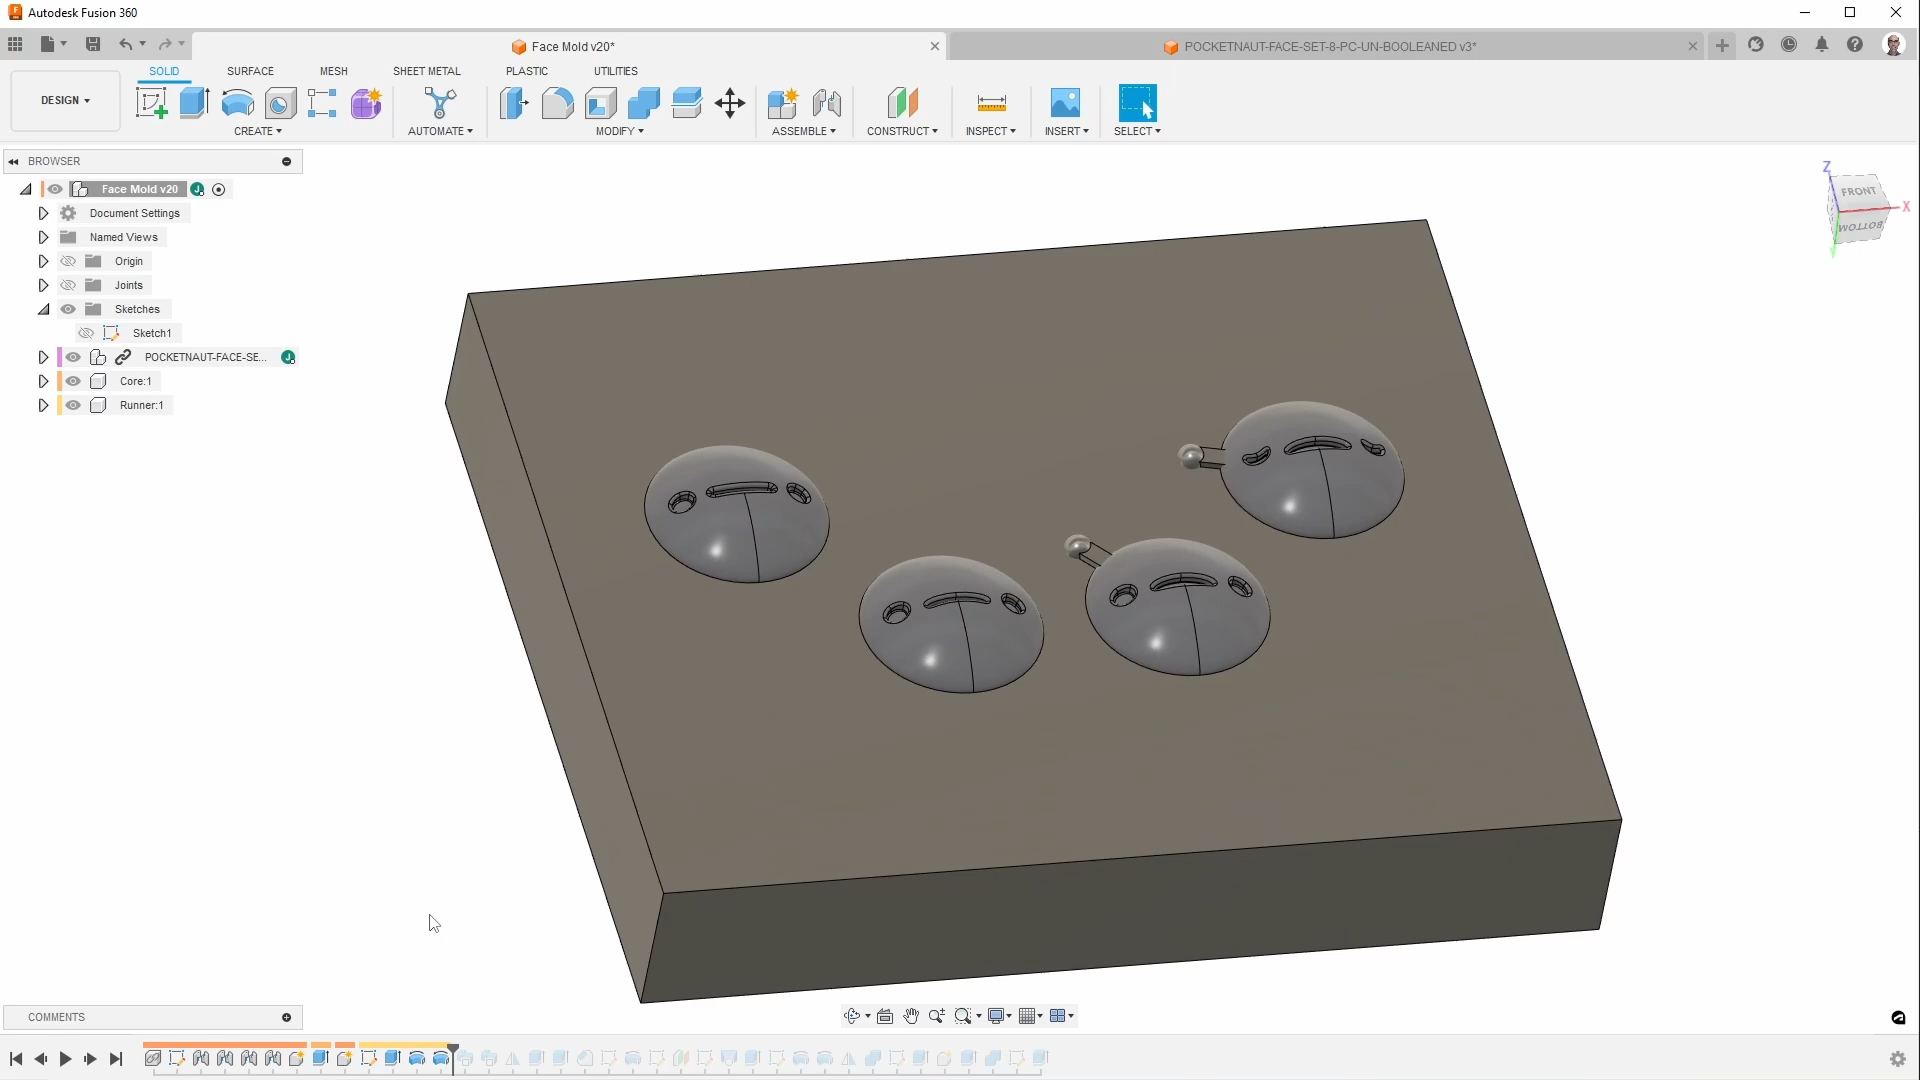 Autodesk Fusion 360
Face Mold v20*
POCKETNAUT-FACE-SET-8-PC-UN-BOOLEANED v3*
SOLID
SURFACE
MESH
SHEET METAL
PLASTIC
UTILITIES
DESIGN
CREATE
AUTOMATE
MODIFY
ASSEMBLE
CONSTRUCT
INSPECT
INSERT
SELECT
BROWSER
Face Mold v20
Document Settings
Named Views
Origin
Joints
Sketches
Sketch1
POCKETNAUT-FACE-SE...
Core:1
Runner:1
Z
FRONT
X
BOTTOM
Y
COMMENTS